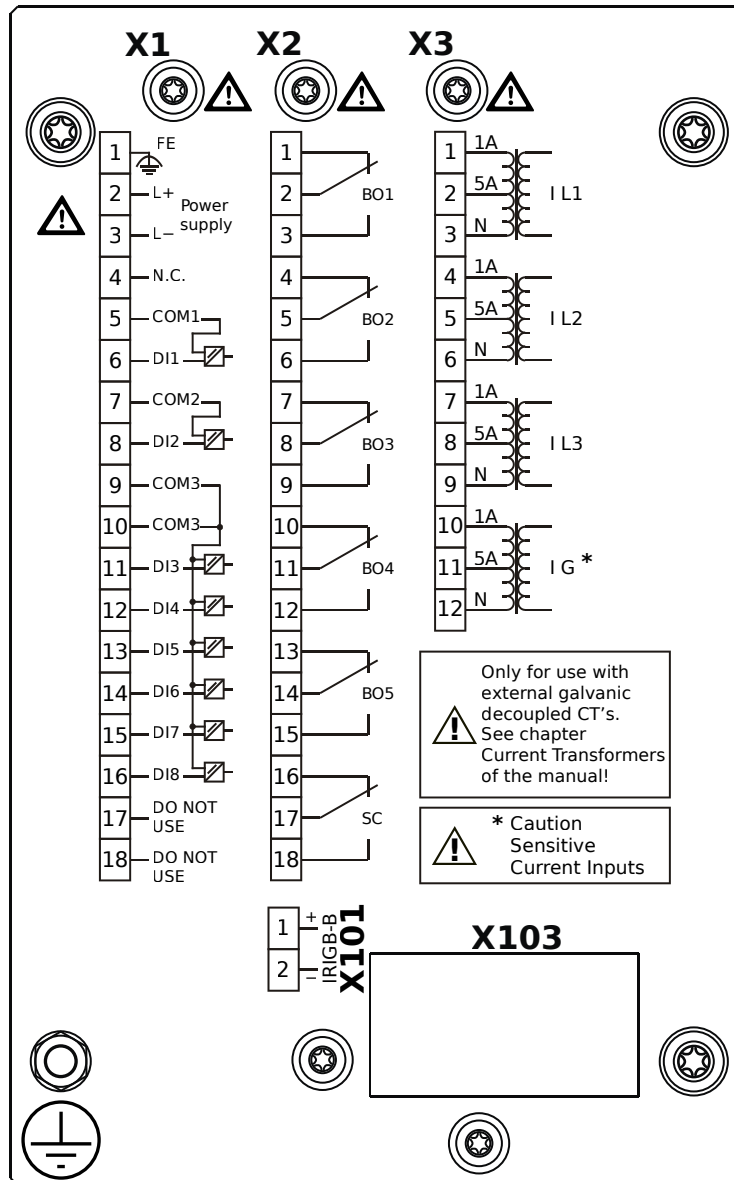 X1 X2 X3
1 FE
2 L+
Power
supply
3 L−
4 N.C.
5 COM1
6 DI1
7 COM2
8 DI2
9 COM3
10 COM3
11 DI3
12 DI4
13 DI5
14 DI6
15 DI7
16 DI8
17 DO NOT
USE
18 DO NOT
USE
1
2 BO1
3
4
5 BO2
6
7
8 BO3
9
10
11 BO4
12
13
14 BO5
15
16
17 SC
18
1 1A
2 5A I L1
3 N
4 1A
5 5A I L2
6 N
7 1A
8 5A I L3
9 N
10 1A
11 5A I G *
12 N
Only for use with
external galvanic
decoupled CT's.
See chapter
Current Transformers
of the manual!
* Caution
Sensitive
Current Inputs
1 +
2 −
IRIGB-B
X101
X103